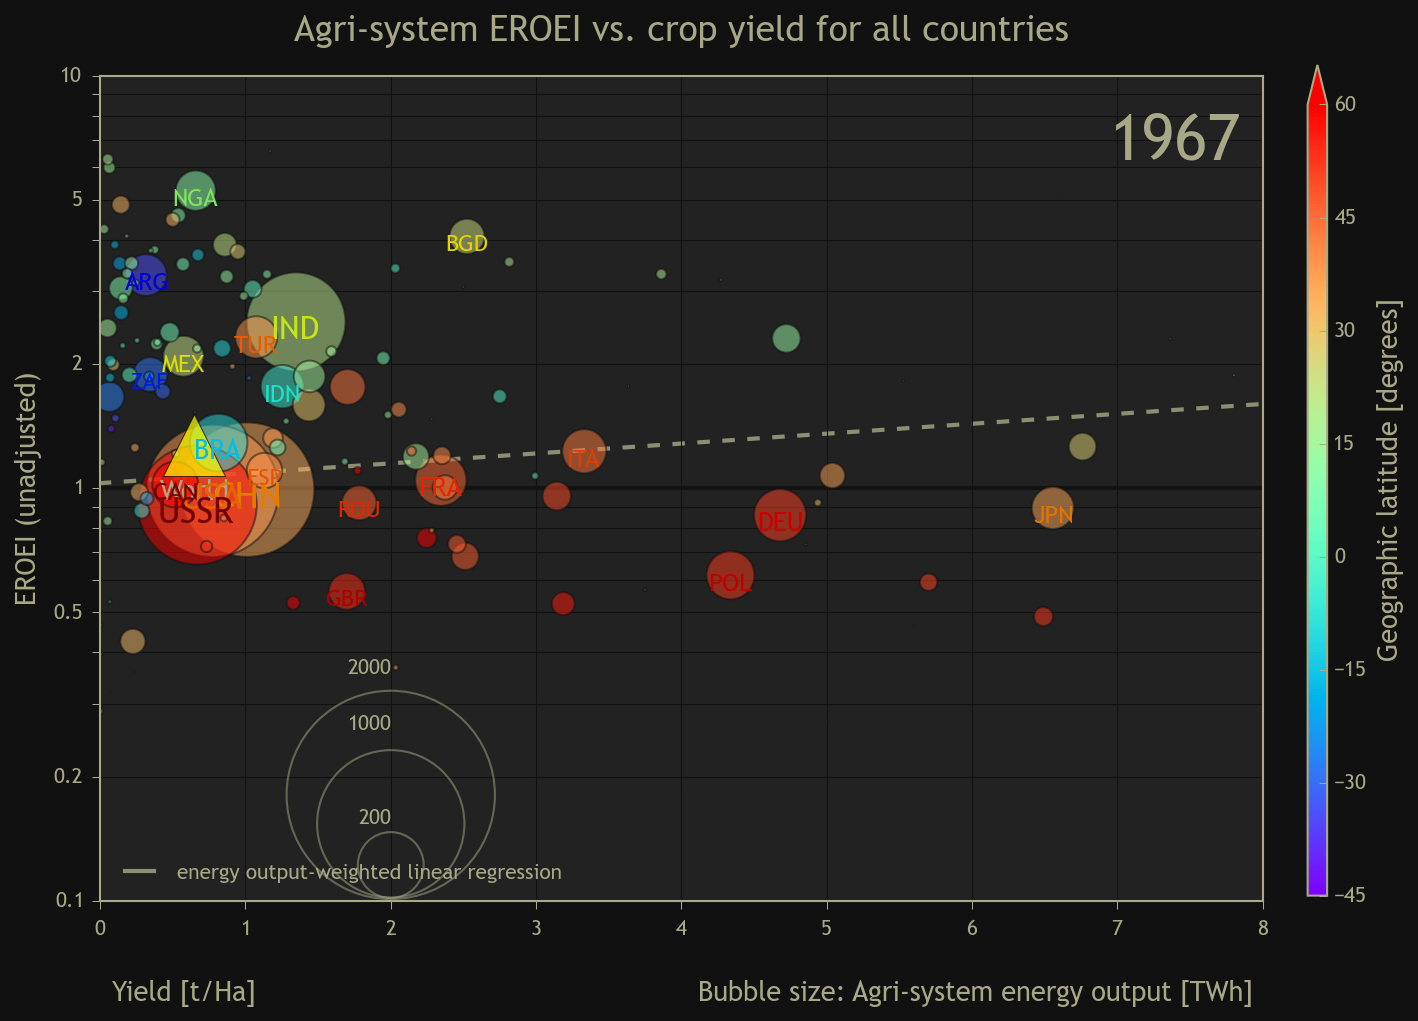 Agri-system EROEI vs. crop yield for all countries
1967
10
5
2
1
0.5
0.2
0.1
EROEI (unadjusted)
NGA
BGD
ARG
IND
TUR
MEX
ZAF
IDN
BRA
ESP
ITA
FRA
CAN
World
CHN
USSR
ROU
DEU
JPN
POL
GBR
2000
1000
200
energy output-weighted linear regression
0 1 2 3 4 5 6 7 8
Yield [t/Ha]
Bubble size: Agri-system energy output [TWh]
60
45
30
15
0
−15
−30
−45
Geographic latitude [degrees]